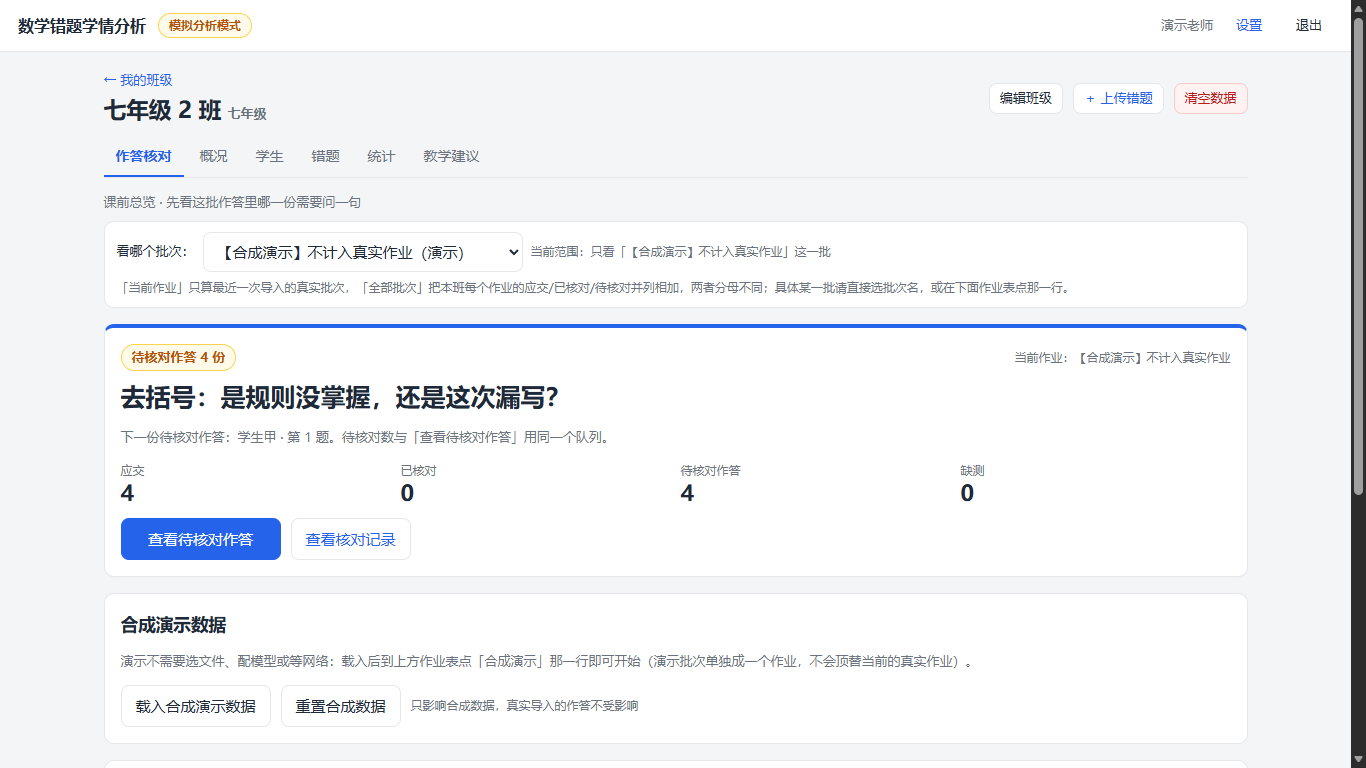 数学错题学情分析 模拟分析模式 演示老师 设置 退出
← 我的班级
七年级 2 班 七年级
编辑班级 + 上传错题 清空数据
作答核对 概况 学生 错题 统计 教学建议
课前总览 · 先看这批作答里哪一份需要问一句
看哪个批次： 【合成演示】不计入真实作业（演示） 当前范围：只看「【合成演示】不计入真实作业」这一批
「当前作业」只算最近一次导入的真实批次，「全部批次」把本班每个作业的应交/已核对/待核对并列相加，两者分母不同；具体某一批请直接选批次名，或在下面作业表点那一行。
待核对作答 4 份 当前作业：【合成演示】不计入真实作业
去括号：是规则没掌握，还是这次漏写？
下一份待核对作答：学生甲 · 第 1 题。待核对数与「查看待核对作答」用同一个队列。
应交 已核对 待核对作答 缺测
4 0 4 0
查看待核对作答 查看核对记录
合成演示数据
演示不需要选文件、配模型或等网络：载入后到上方作业表点「合成演示」那一行即可开始（演示批次单独成一个作业，不会顶替当前的真实作业）。
载入合成演示数据 重置合成数据 只影响合成数据，真实导入的作答不受影响